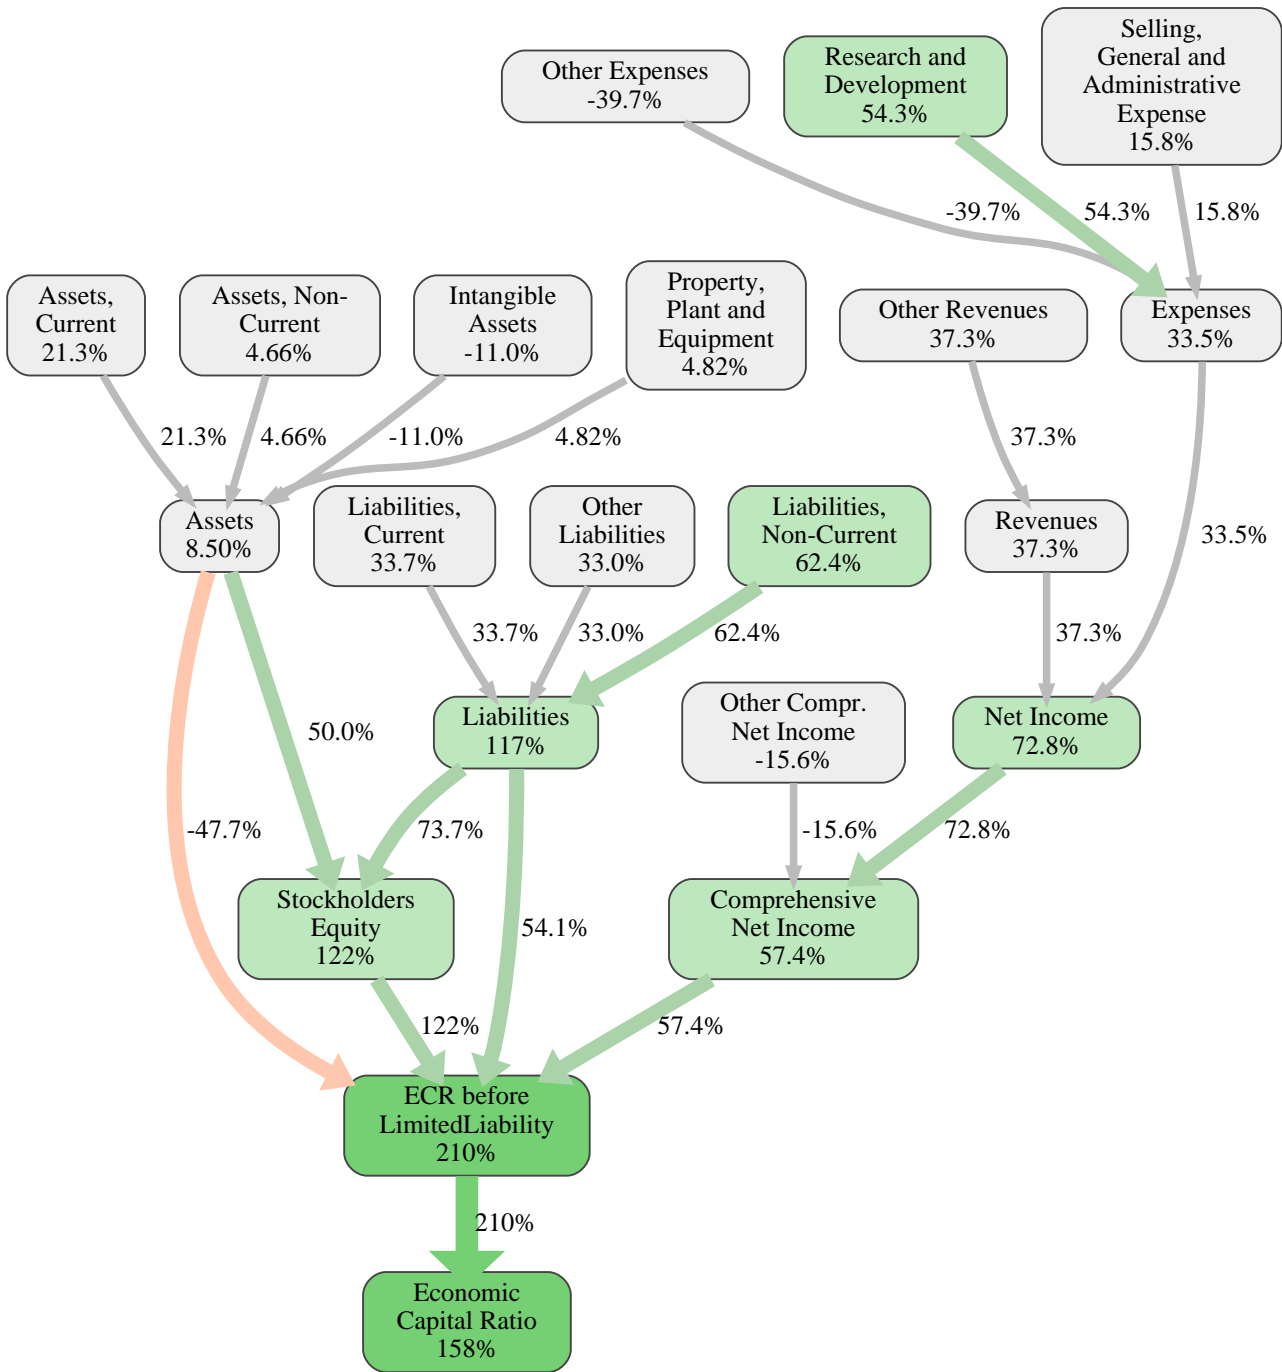 Other Expenses
-39.7%
Research and
Development
54.3%
Selling,
General and
Administrative
Expense
15.8%
-39.7%
54.3%
15.8%
Assets,
Current
21.3%
Assets, Non-
Current
4.66%
Intangible
Assets
-11.0%
Property,
Plant and
Equipment
4.82%
Other Revenues
37.3%
Expenses
33.5%
21.3%
4.66%
-11.0%
4.82%
37.3%
33.5%
Assets
8.50%
Liabilities,
Current
33.7%
Other
Liabilities
33.0%
Liabilities,
Non-Current
62.4%
Revenues
37.3%
33.7%
33.0%
62.4%
37.3%
50.0%
Liabilities
117%
Other Compr.
Net Income
-15.6%
Net Income
72.8%
-47.7%
73.7%
-15.6%
72.8%
Stockholders
Equity
122%
54.1%
Comprehensive
Net Income
57.4%
122%
57.4%
ECR before
LimitedLiability
210%
210%
Economic
Capital Ratio
158%